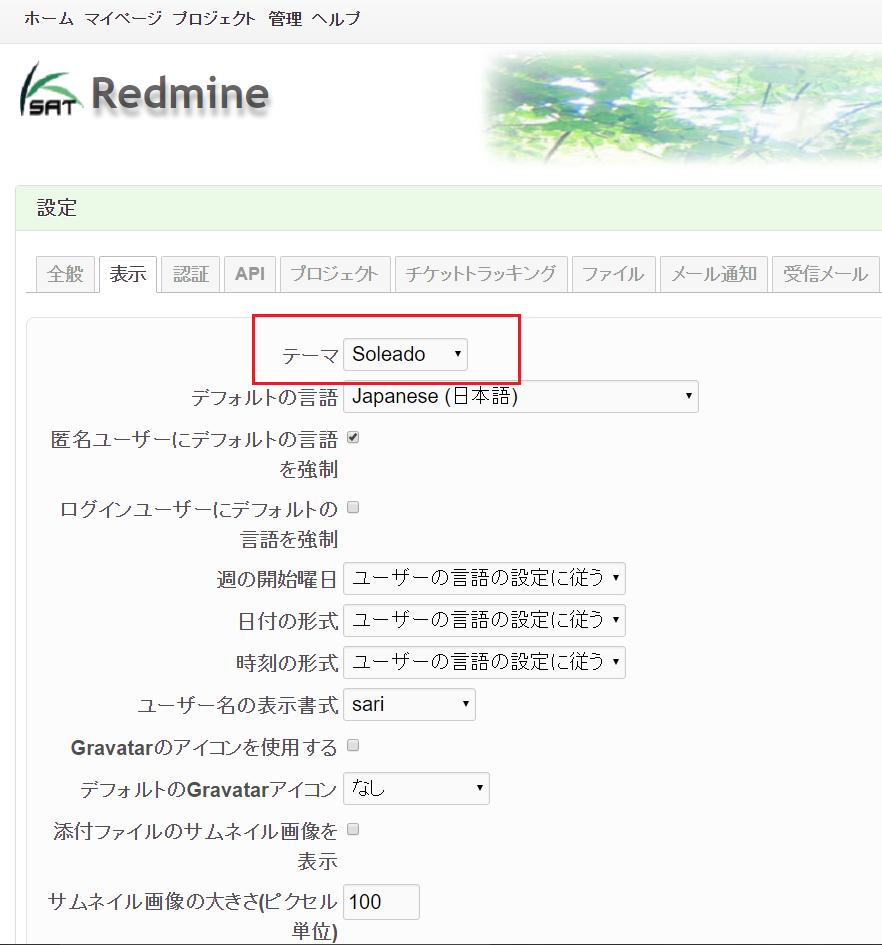 ホーム マイページ プロジェクト 管理 ヘルプ
SAT Redmine
設定
全般 表示 認証 API プロジェクト チケットトラッキング ファイル メール通知 受信メール
テーマ Soleado
デフォルトの言語 Japanese (日本語)
匿名ユーザーにデフォルトの言語
を強制
ログインユーザーにデフォルトの
言語を強制
週の開始曜日 ユーザーの言語の設定に従う
日付の形式 ユーザーの言語の設定に従う
時刻の形式 ユーザーの言語の設定に従う
ユーザー名の表示書式 sari
Gravatarのアイコンを使用する
デフォルトのGravatarアイコン なし
添付ファイルのサムネイル画像を
表示
サムネイル画像の大きさ(ピクセル 100
単位)